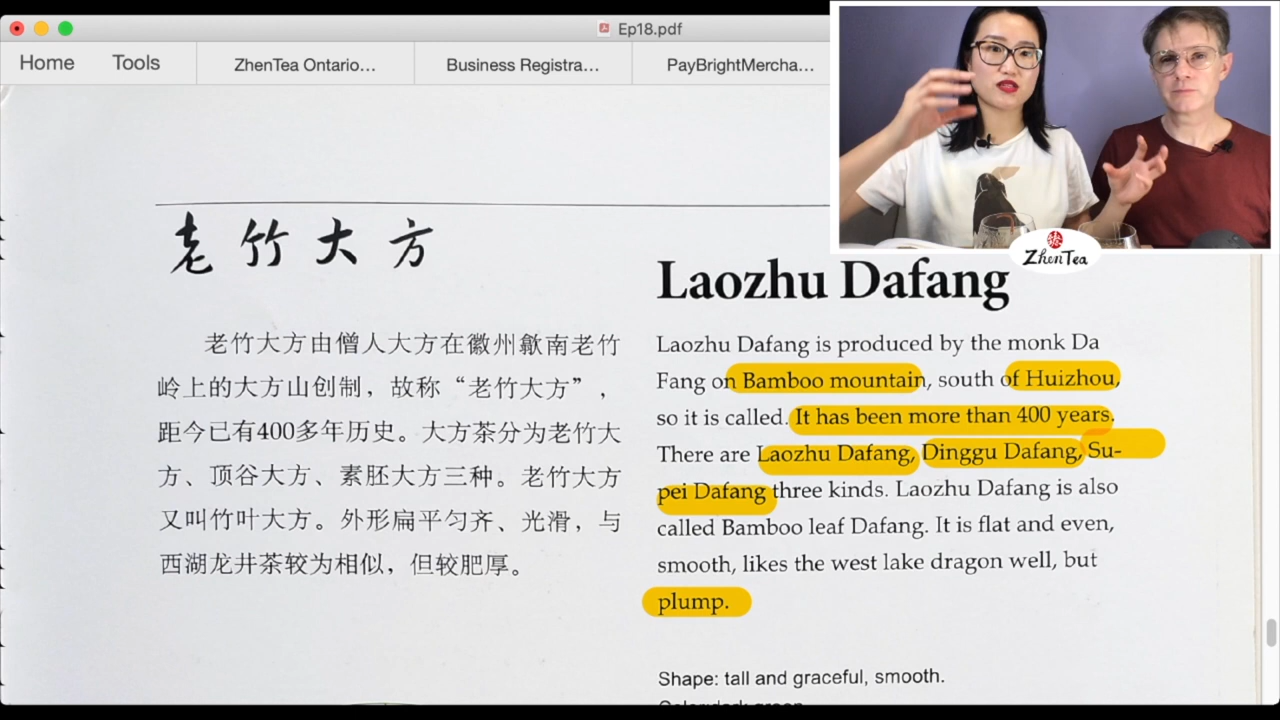 Ep18.pdf
Home
Tools
ZhenTea Ontario…
Business Registra…
PayBrightMercha…
ZhenTea
老竹大方
老竹大方由僧人大方在徽州歙南老竹
岭上的大方山创制，故称“老竹大方”，
距今已有400多年历史。大方茶分为老竹大
方、顶谷大方、素胚大方三种。老竹大方
又叫竹叶大方。外形扁平匀齐、光滑，与
西湖龙井茶较为相似，但较肥厚。
Laozhu Dafang
Laozhu Dafang is produced by the monk Da
Fang on Bamboo mountain, south of Huizhou,
so it is called. It has been more than 400 years.
There are Laozhu Dafang, Dinggu Dafang, Su-
pei Dafang three kinds. Laozhu Dafang is also
called Bamboo leaf Dafang. It is flat and even,
smooth, likes the west lake dragon well, but
plump.
Shape: tall and graceful, smooth.